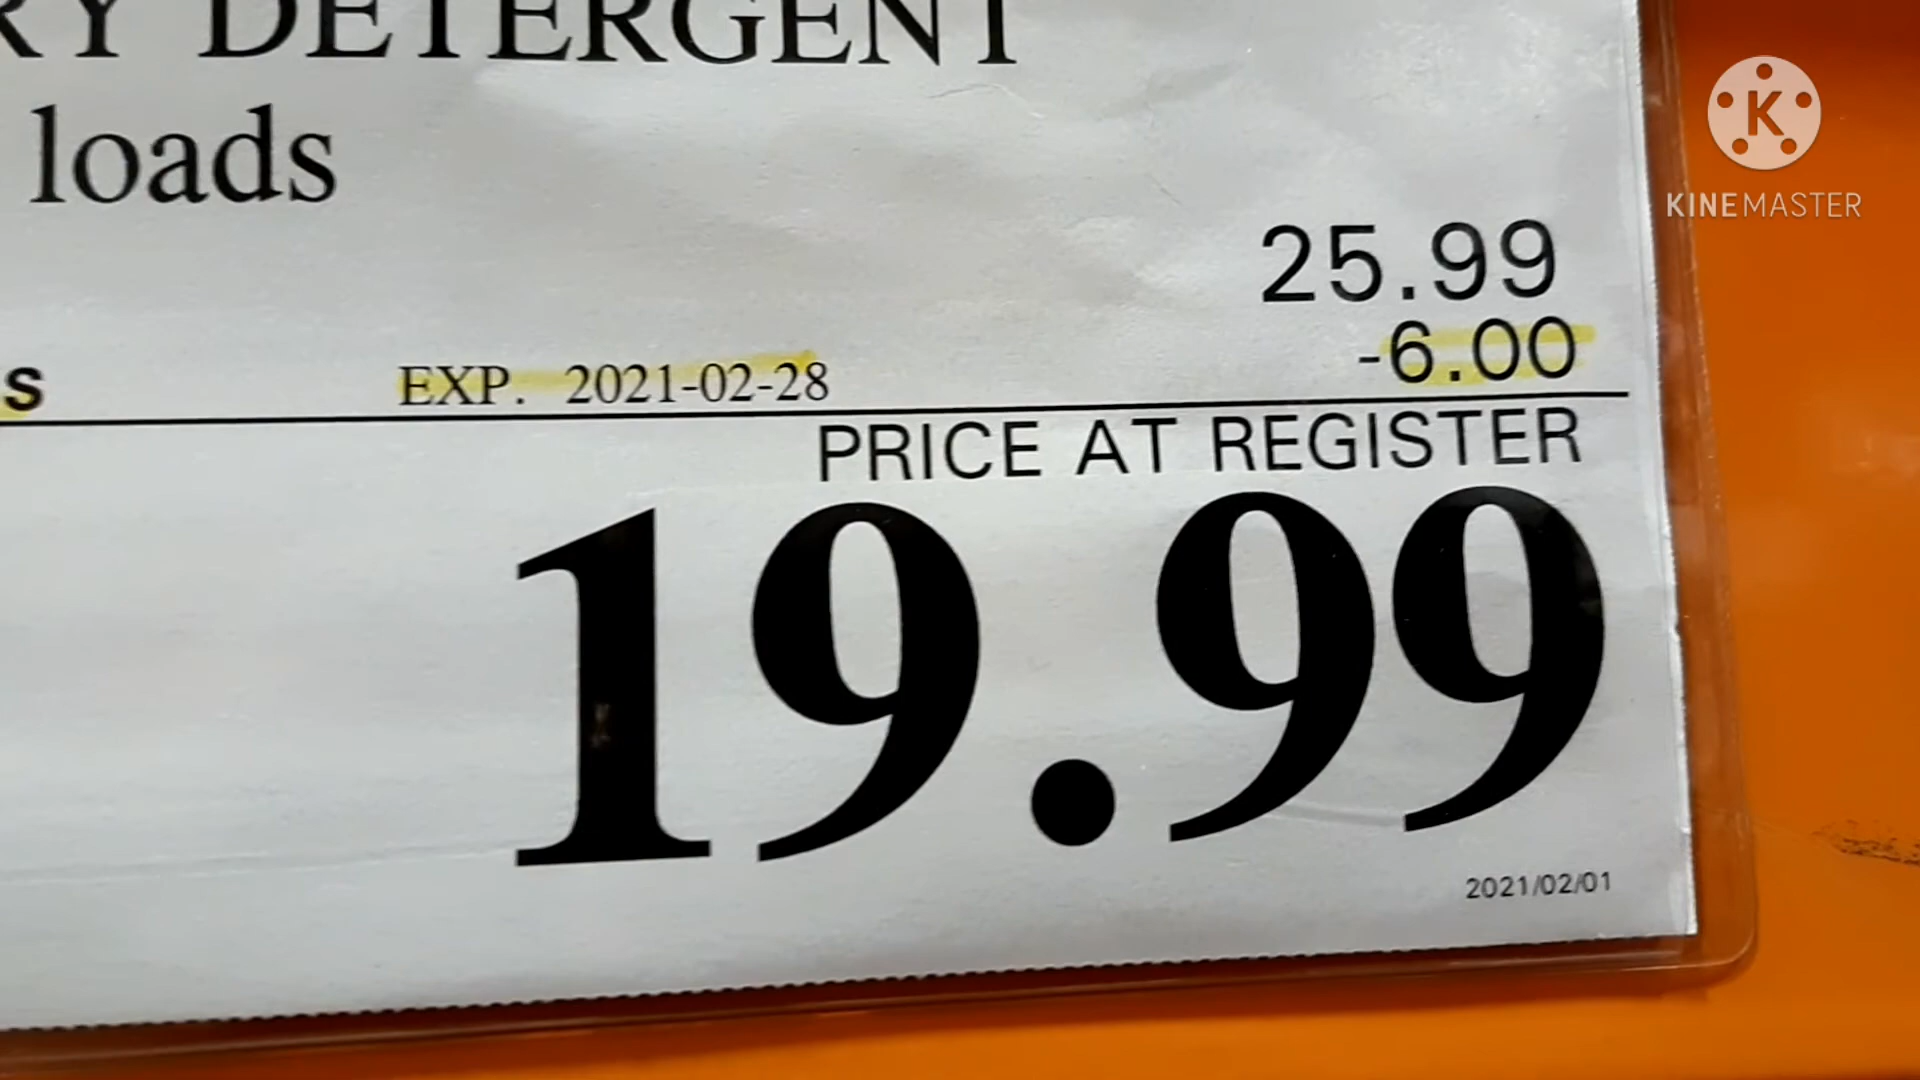 DETERGENT
loads
25.99
-6.00
EXP. 2021-02-28
PRICE AT REGISTER
19.99
2021/02/01
K
KINEMASTER